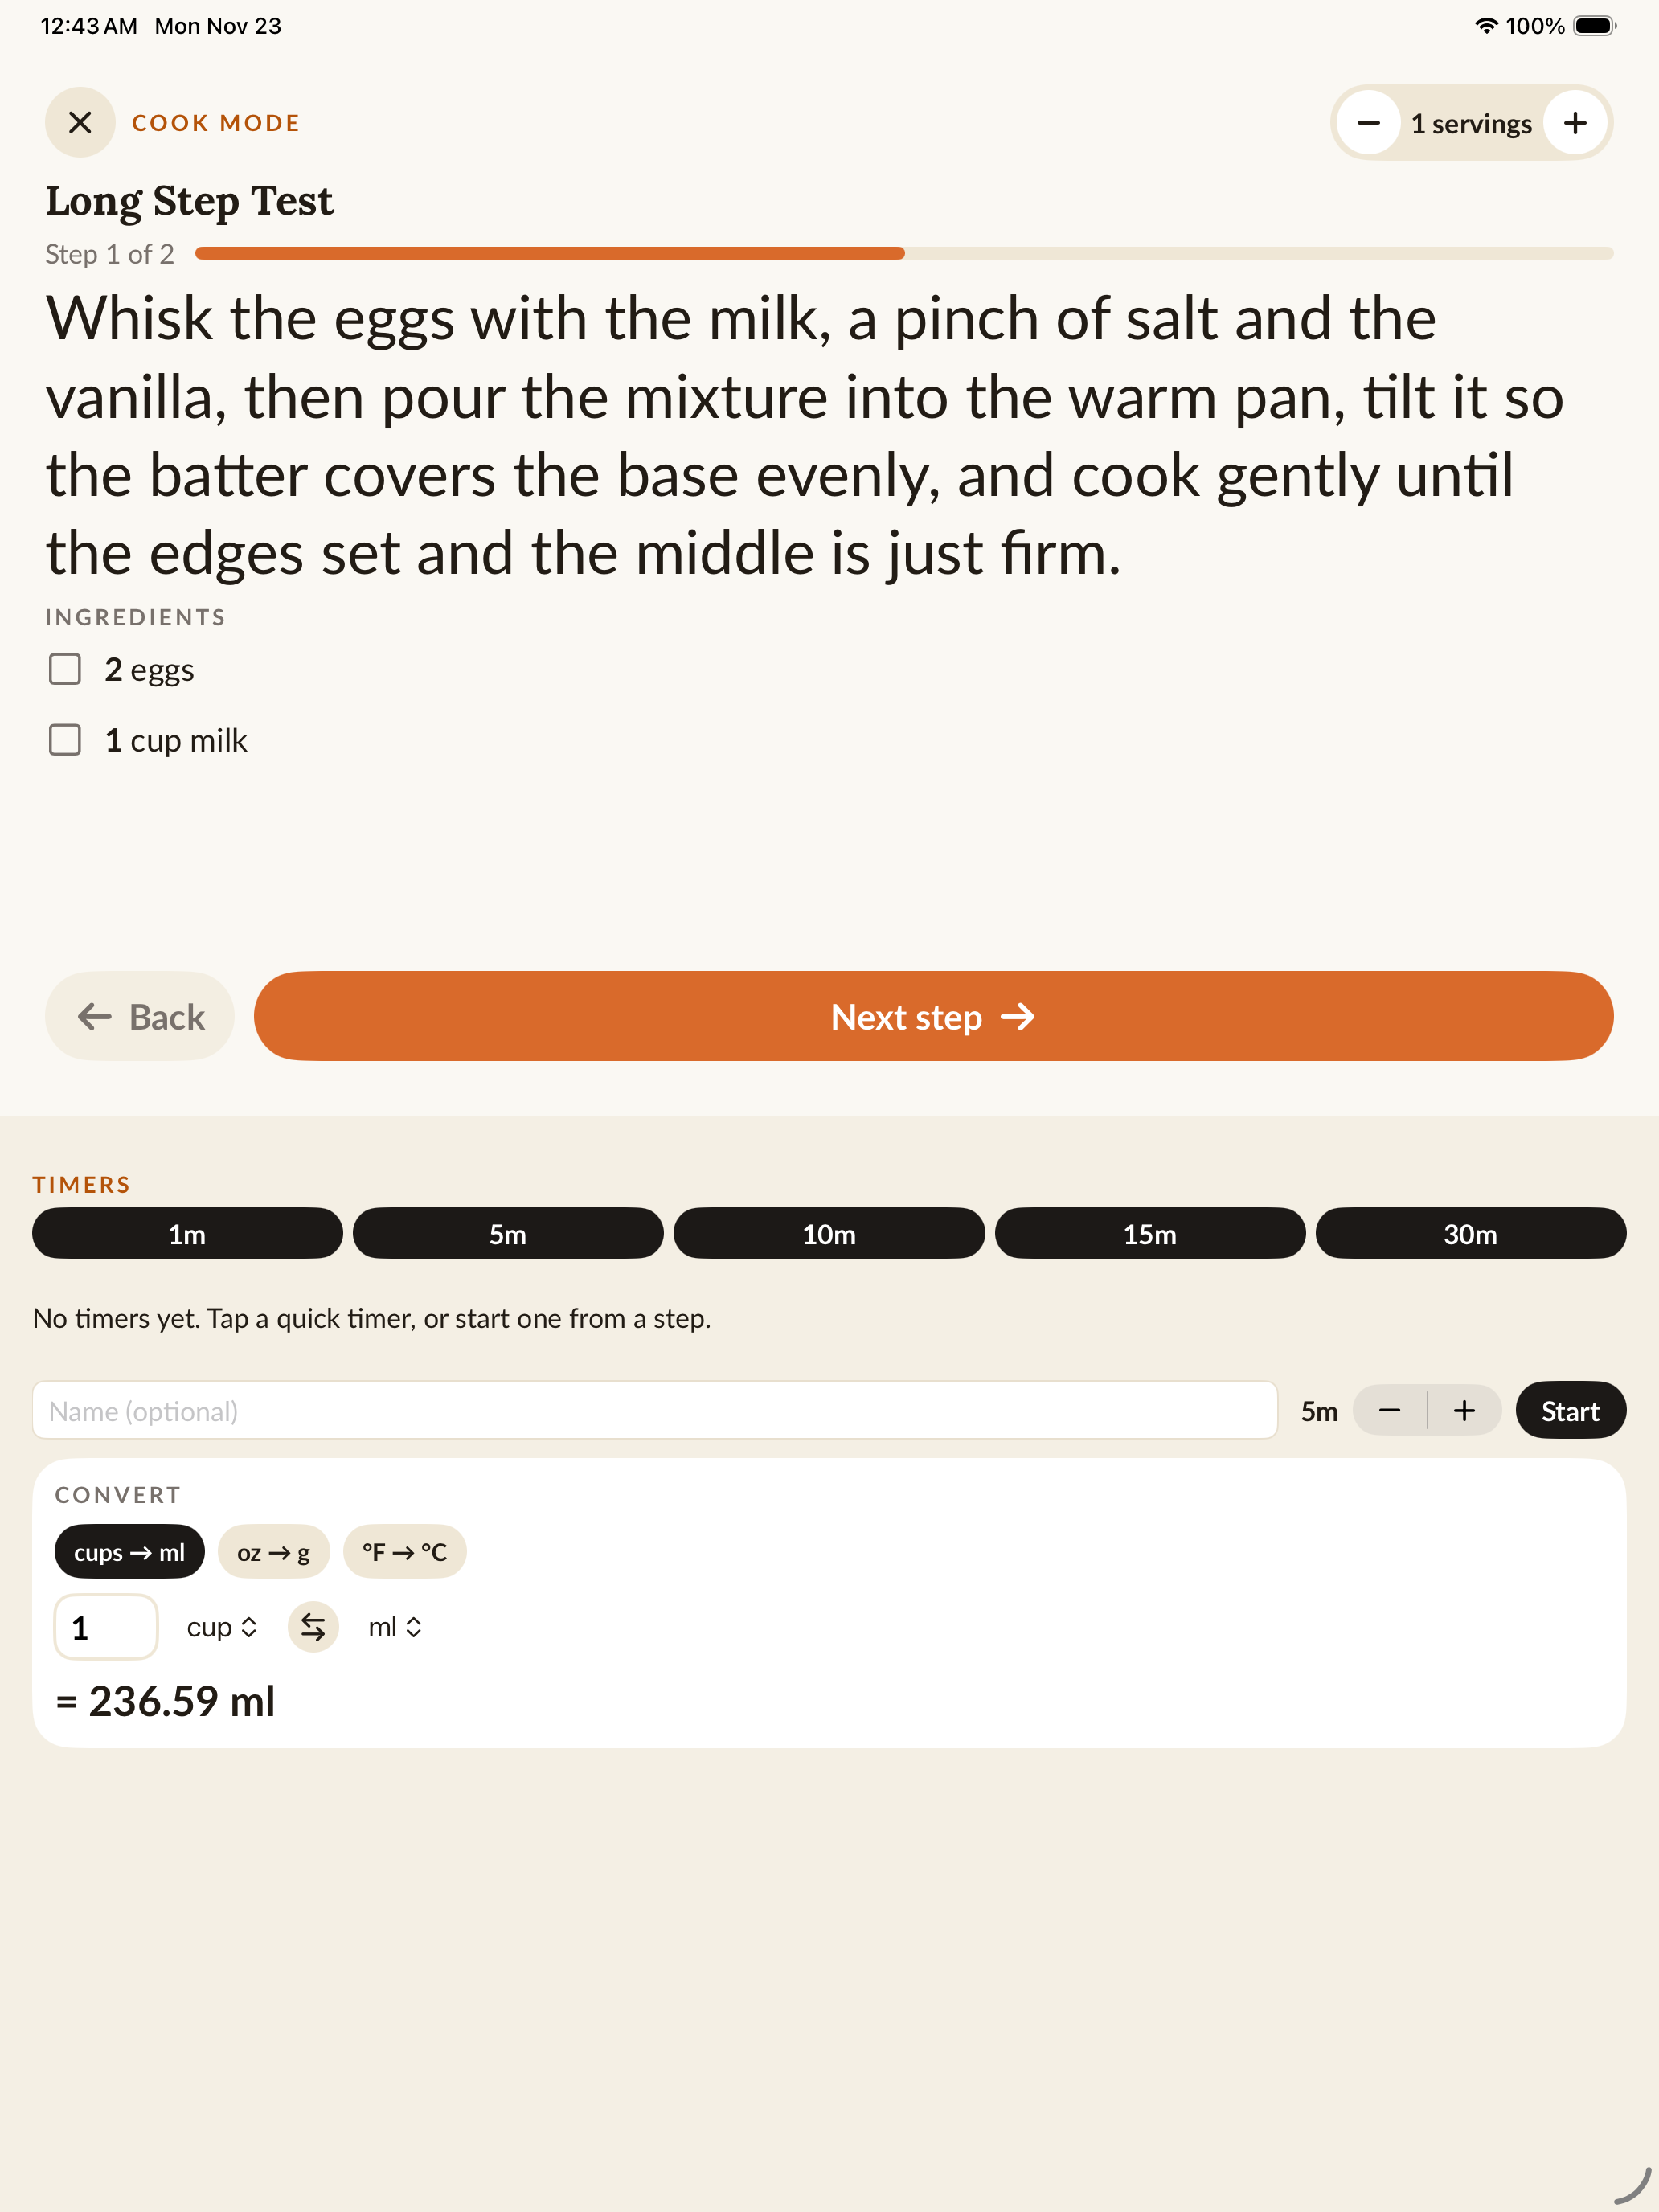 12:43 AM Mon Nov 23 100%
COOK MODE
1 servings
Long Step Test
Step 1 of 2
Whisk the eggs with the milk, a pinch of salt and the
vanilla, then pour the mixture into the warm pan, tilt it so
the batter covers the base evenly, and cook gently until
the edges set and the middle is just firm.
INGREDIENTS
2 eggs
1 cup milk
← Back
Next step →
TIMERS
1m 5m 10m 15m 30m
No timers yet. Tap a quick timer, or start one from a step.
Name (optional) 5m − + Start
CONVERT
cups → ml oz → g °F → °C
1 cup ml
= 236.59 ml